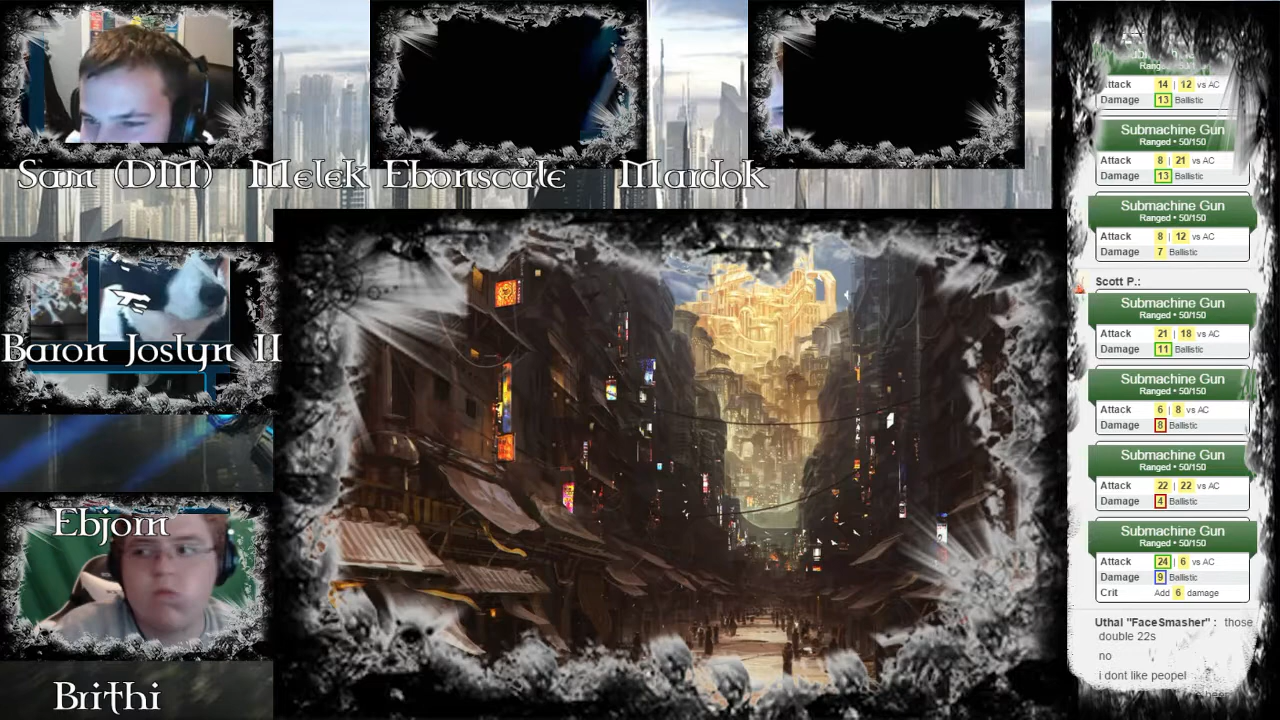 Sam (DM)
Melek Ebonscale
Mardok
Baron Joslyn II
Ebjorn
Brithi
Attack 14 | 12 vs AC
Damage 13 Ballistic
Submachine Gun
Ranged • 50/150
Attack 8 | 21 vs AC
Damage 13 Ballistic
Submachine Gun
Ranged • 50/150
Attack 8 | 12 vs AC
Damage 7 Ballistic
Scott P.:
Submachine Gun
Ranged • 50/150
Attack 21 | 18 vs AC
Damage 11 Ballistic
Submachine Gun
Ranged • 50/150
Attack 6 | 8 vs AC
Damage 8 Ballistic
Submachine Gun
Ranged • 50/150
Attack 22 | 22 vs AC
Damage 4 Ballistic
Submachine Gun
Ranged • 50/150
Attack 24 | 6 vs AC
Damage 9 Ballistic
Crit Add 6 damage
Uthal "FaceSmasher" : those
double 22s
no
i dont like peopel